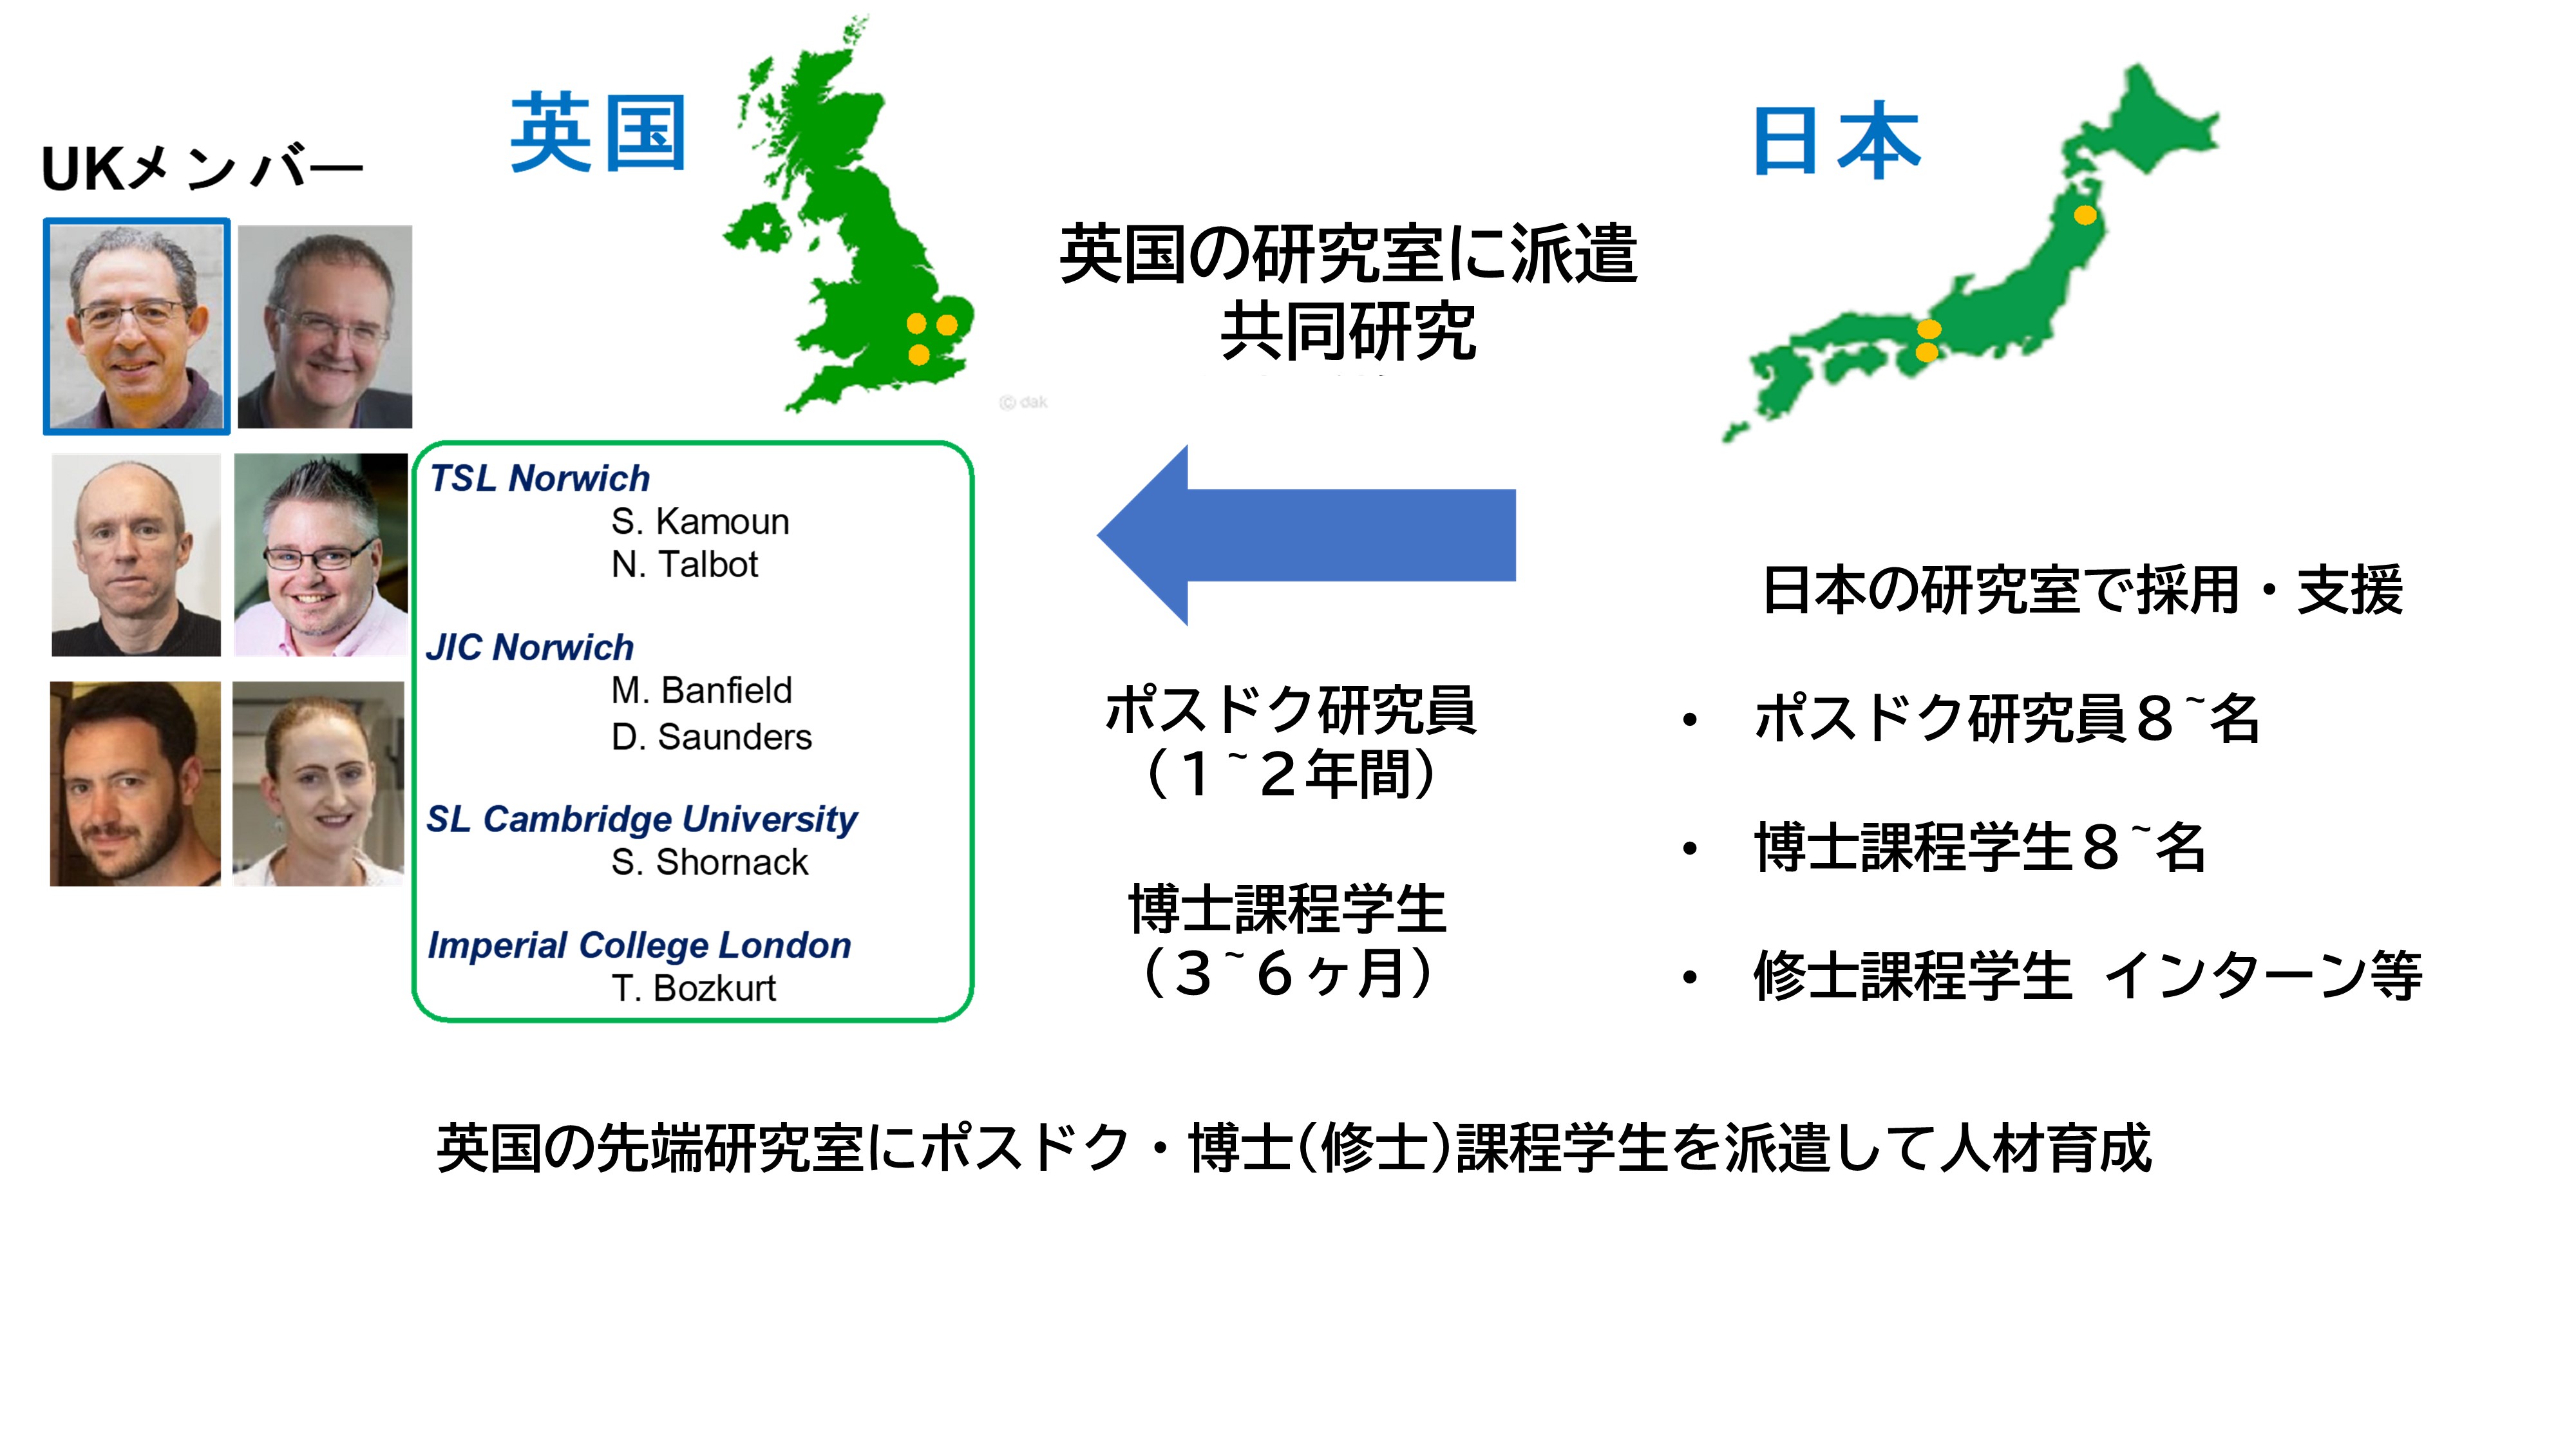 英国
日本
UKメンバー
英国の研究室に派遣
共同研究
© dak
TSL Norwich
S. Kamoun
N. Talbot
JIC Norwich
M. Banfield
D. Saunders
SL Cambridge University
S. Shornack
Imperial College London
T. Bozkurt
ポスドク研究員
（１~２年間）
博士課程学生
（３~６ヶ月）
日本の研究室で採用・支援
• ポスドク研究員８~名
• 博士課程学生８~名
• 修士課程学生 インターン等
英国の先端研究室にポスドク・博士(修士)課程学生を派遣して人材育成